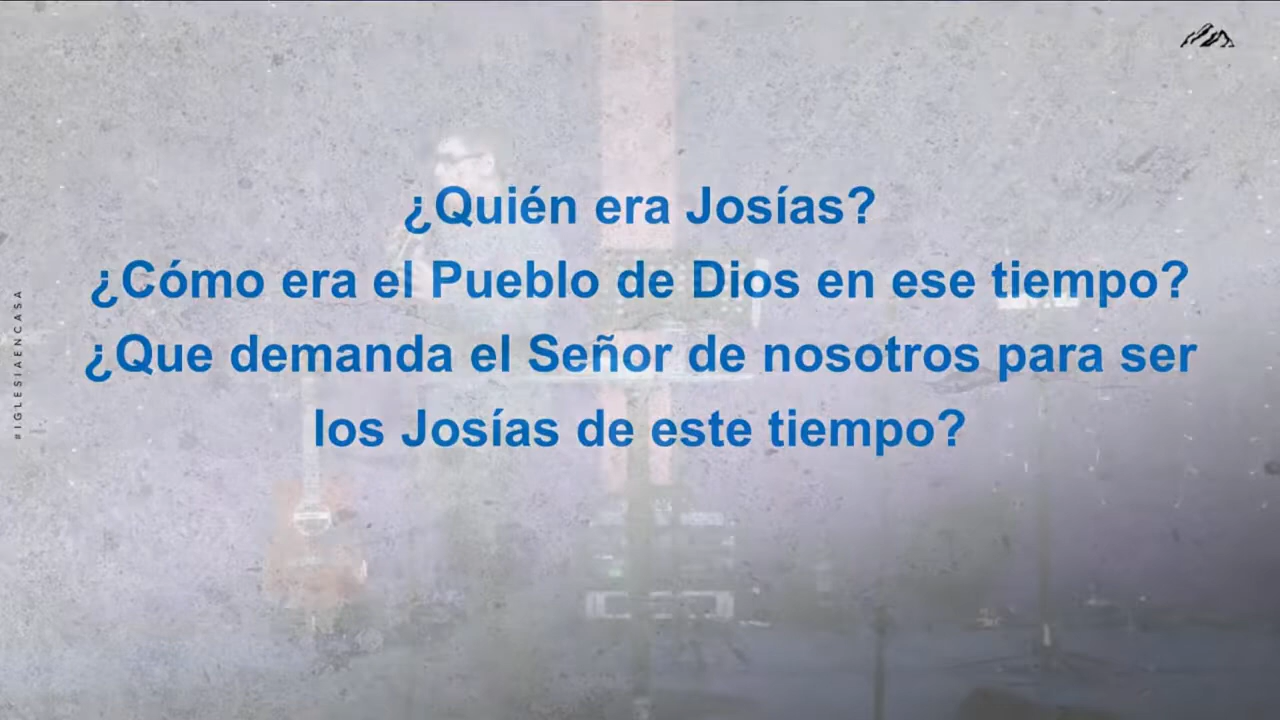 ¿Quién era Josías?
¿Cómo era el Pueblo de Dios en ese tiempo?
¿Que demanda el Señor de nosotros para ser
los Josías de este tiempo?
#IGLESIAENCASA